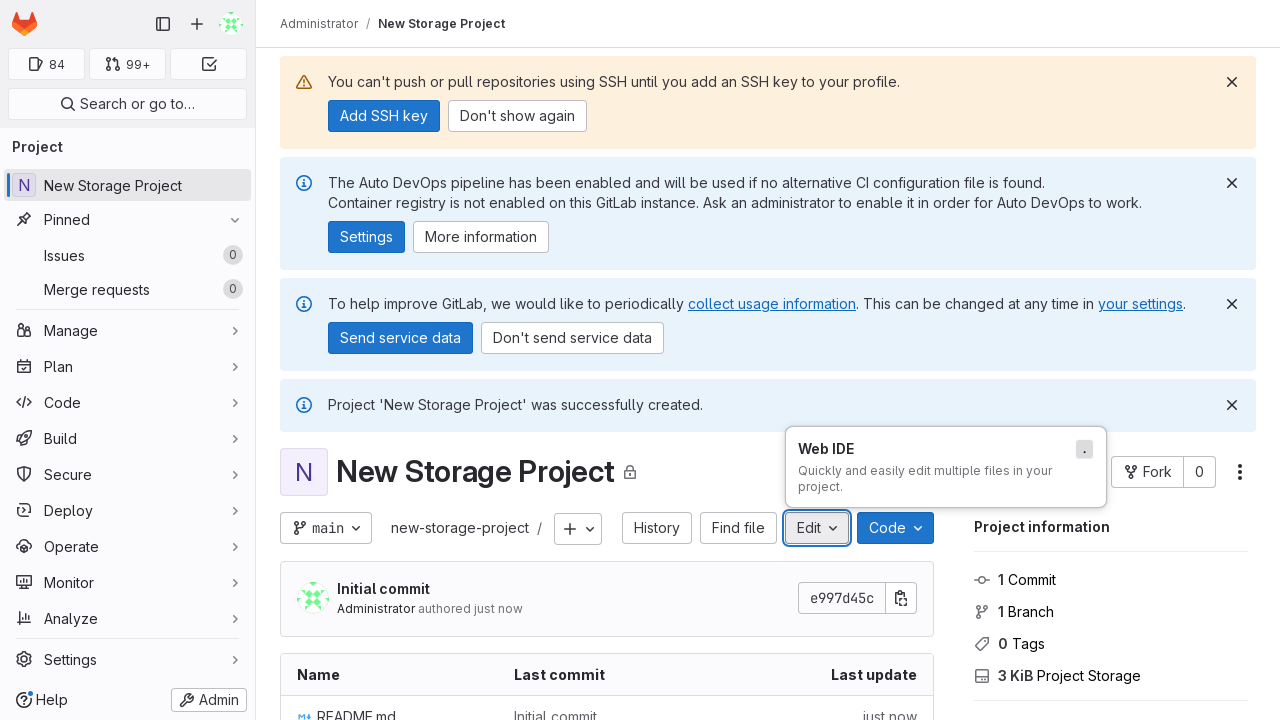 Administrator / New Storage Project
84
99+
Search or go to…
Project
N New Storage Project
Pinned
Issues 0
Merge requests 0
Manage
Plan
Code
Build
Secure
Deploy
Operate
Monitor
Analyze
Settings
Help
Admin
You can't push or pull repositories using SSH until you add an SSH key to your profile.
Add SSH key
Don't show again
The Auto DevOps pipeline has been enabled and will be used if no alternative CI configuration file is found.
Container registry is not enabled on this GitLab instance. Ask an administrator to enable it in order for Auto DevOps to work.
Settings
More information
To help improve GitLab, we would like to periodically collect usage information. This can be changed at any time in your settings.
Send service data
Don't send service data
Project 'New Storage Project' was successfully created.
N New Storage Project
Web IDE .
Quickly and easily edit multiple files in your
project.
Fork 0
main
new-storage-project /
History
Find file
Edit
Code
Initial commit
Administrator authored just now
e997d45c
Name Last commit Last update
README.md Initial commit just now
Project information
1 Commit
1 Branch
0 Tags
3 KiB Project Storage